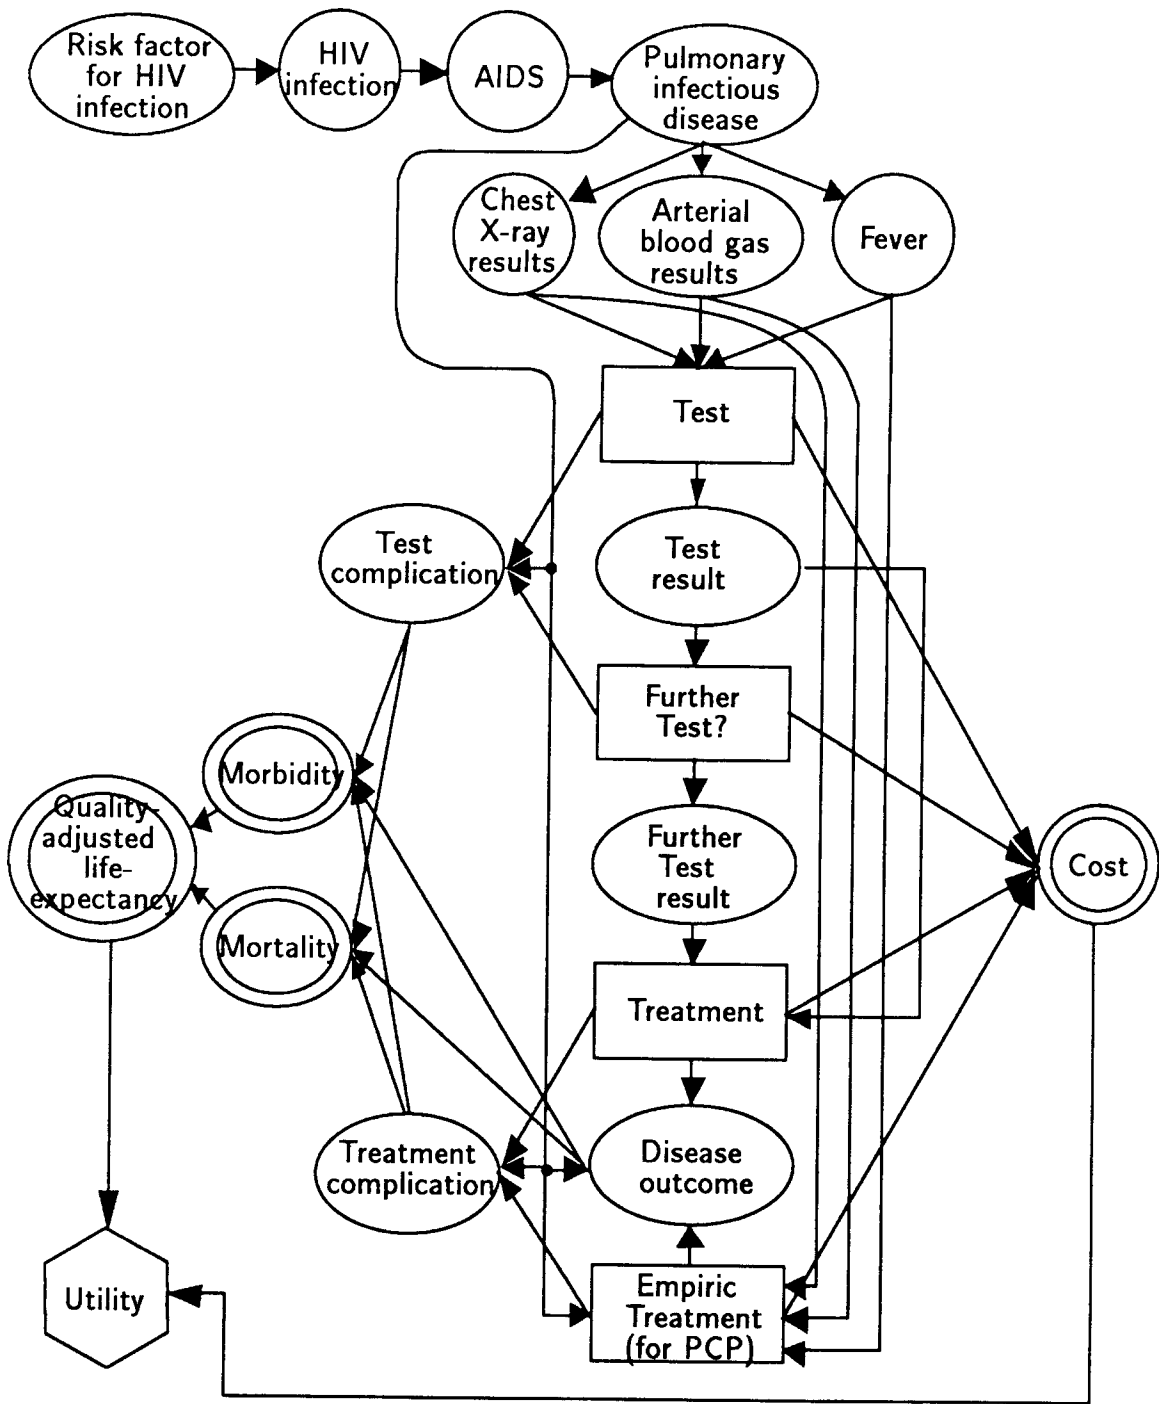 Risk factor
for HIV
infection
HIV
infection
AIDS
Pulmonary
infectious
disease
Chest
X-ray
results
Arterial
blood gas
results
Fever
Test
Test
complication
Test
result
Further
Test?
Morbidity
Quality-
adjusted
life-
expectancy
Further
Test
result
Cost
Mortality
Treatment
Treatment
complication
Disease
outcome
Utility
Empiric
Treatment
(for PCP)